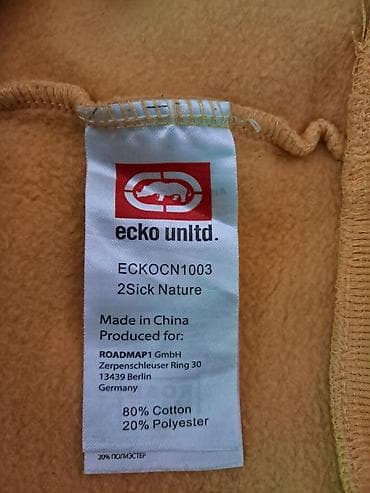 ecko unltd.
ECKOCN1003
2Sick Nature
Made in China
Produced for:
ROADMAP1 GmbH
Zerpenschleuser Ring 30
13439 Berlin
Germany
80% Cotton
20% Polyester
20% ПОЛИЭСТЕР